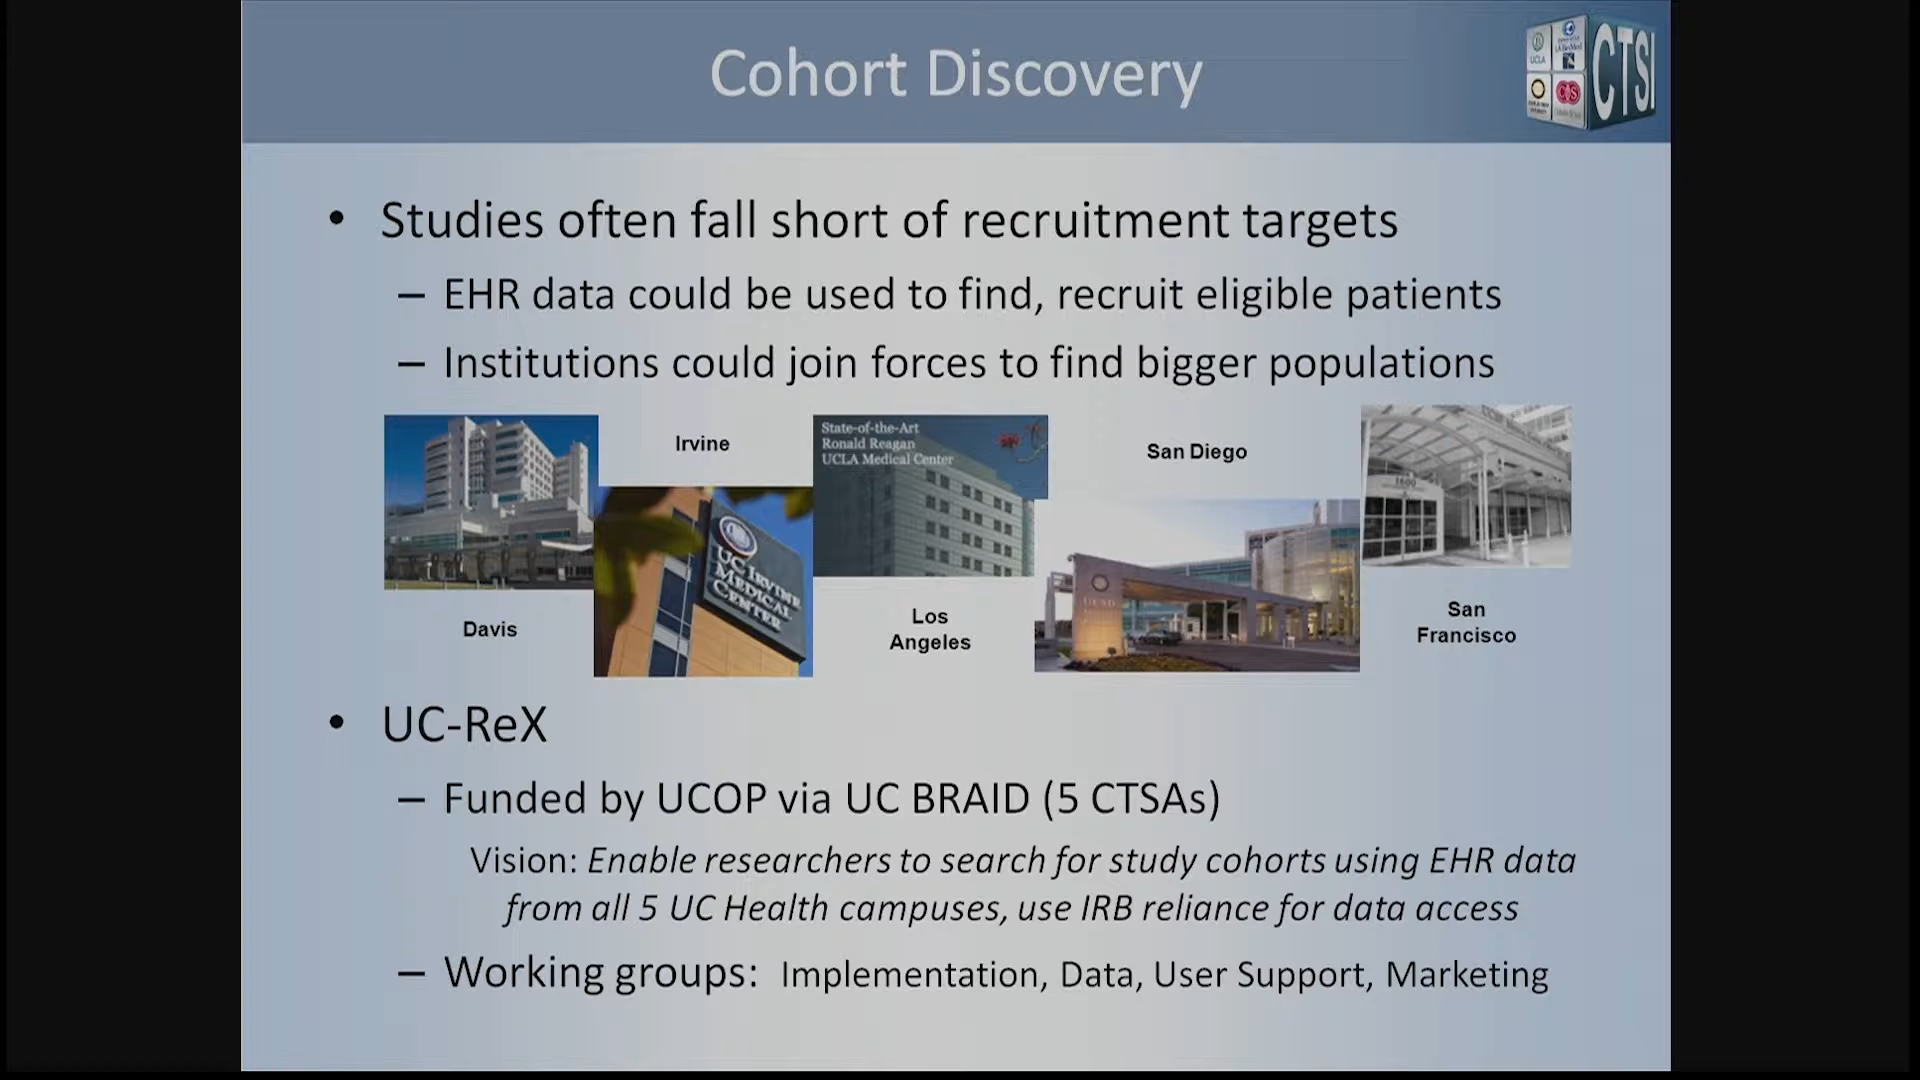 Cohort Discovery
CTSI
UCLA
• Studies often fall short of recruitment targets
– EHR data could be used to find, recruit eligible patients
– Institutions could join forces to find bigger populations
Davis
Irvine
UC IRVINE
MEDICAL
CENTER
State-of-the-Art
Ronald Reagan
UCLA Medical Center
Los
Angeles
San Diego
UCSD
1600
San
Francisco
• UC-ReX
– Funded by UCOP via UC BRAID (5 CTSAs)
Vision: Enable researchers to search for study cohorts using EHR data
from all 5 UC Health campuses, use IRB reliance for data access
– Working groups: Implementation, Data, User Support, Marketing